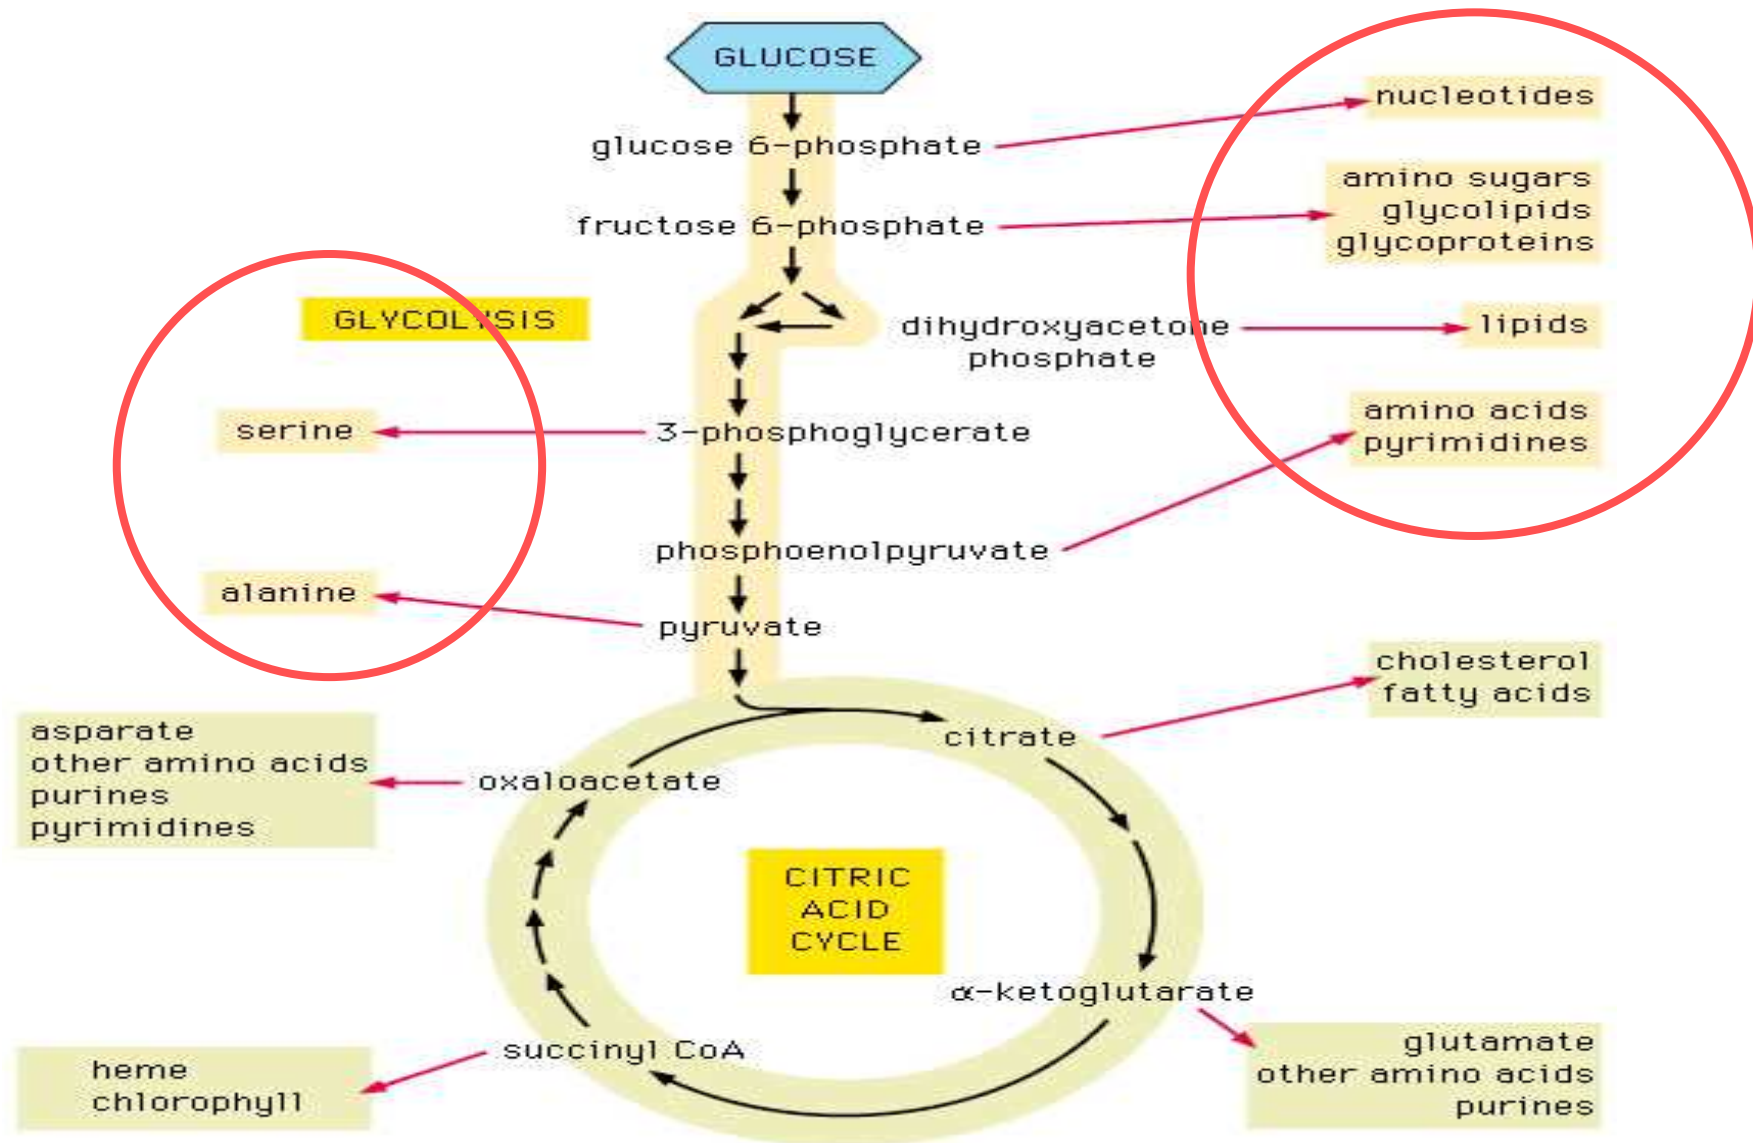 GLUCOSE
nucleotides
glucose 6-phosphate
amino sugars
glycolipids
glycoproteins
fructose 6-phosphate
GLYCOLYSIS
dihydroxyacetone
phosphate
lipids
serine
3-phosphoglycerate
amino acids
pyrimidines
phosphoenolpyruvate
alanine
pyruvate
cholesterol
fatty acids
asparate
other amino acids
purines
pyrimidines
oxaloacetate
citrate
CITRIC
ACID
CYCLE
α-ketoglutarate
succinyl CoA
heme
chlorophyll
glutamate
other amino acids
purines